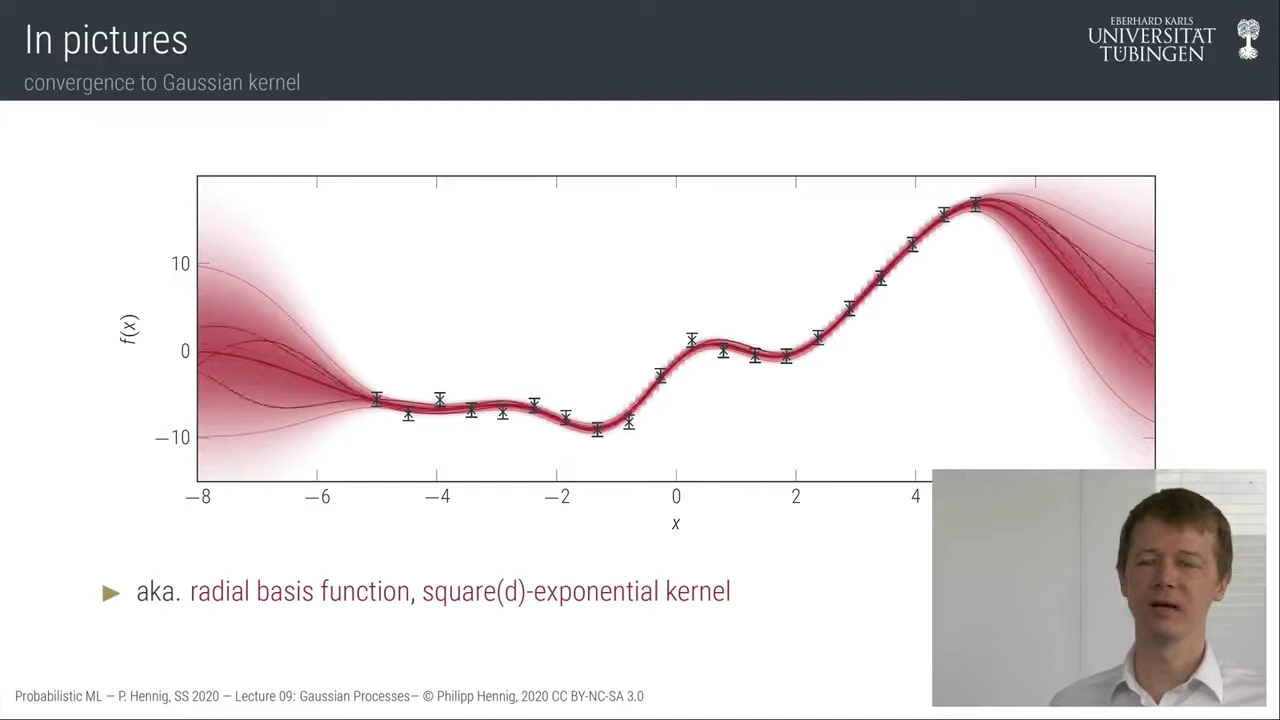 In pictures
convergence to Gaussian kernel
EBERHARD KARLS
UNIVERSITÄT
TÜBINGEN
10
0
−10
f(x)
−8 −6 −4 −2 0 2 4
x
▶ aka. radial basis function, square(d)-exponential kernel
Probabilistic ML — P. Hennig, SS 2020 — Lecture 09: Gaussian Processes— © Philipp Hennig, 2020 CC BY-NC-SA 3.0